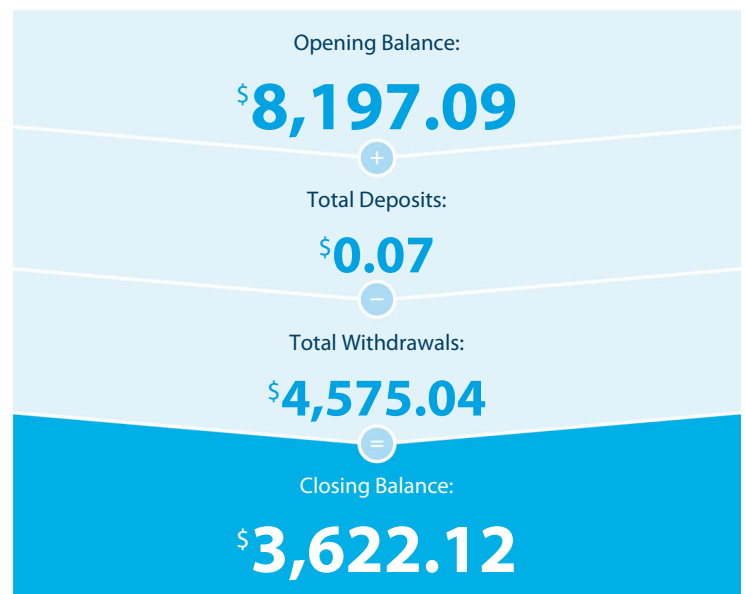 Opening Balance:
$8,197.09
+
Total Deposits:
$0.07
−
Total Withdrawals:
$4,575.04
=
Closing Balance:
$3,622.12